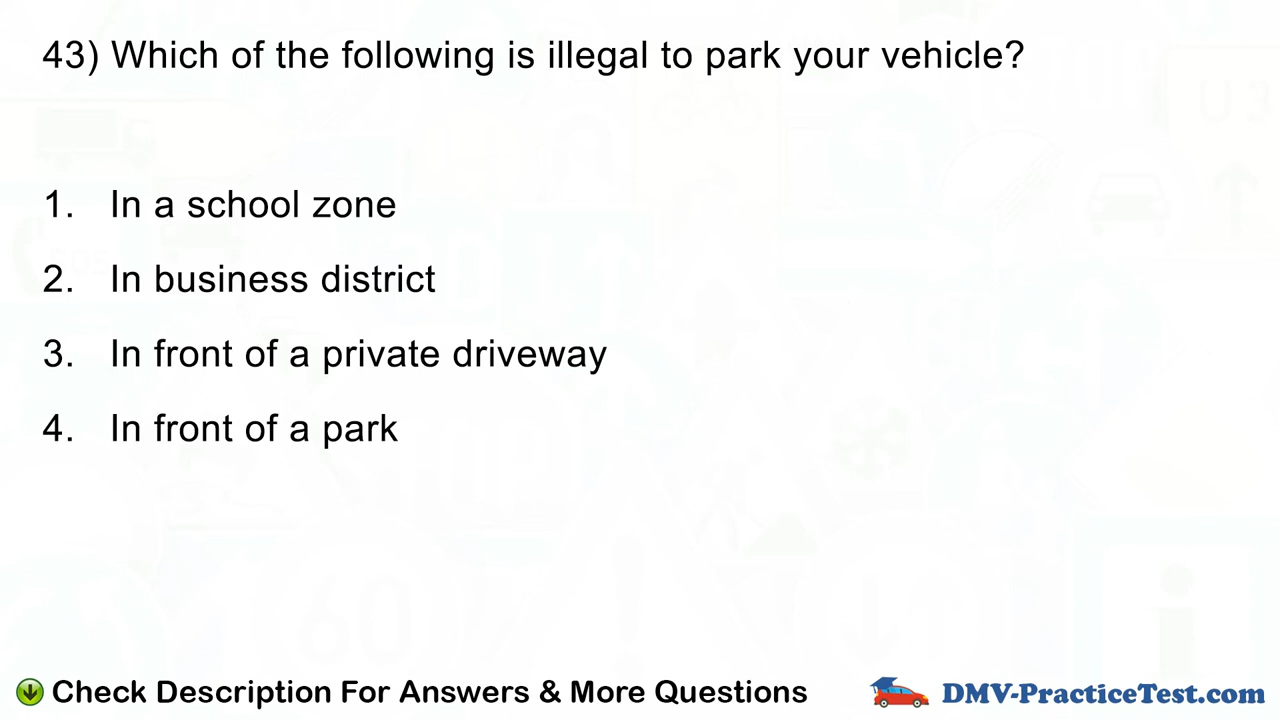 43) Which of the following is illegal to park your vehicle?
1. In a school zone
2. In business district
3. In front of a private driveway
4. In front of a park
Check Description For Answers & More Questions
DMV-PracticeTest.com